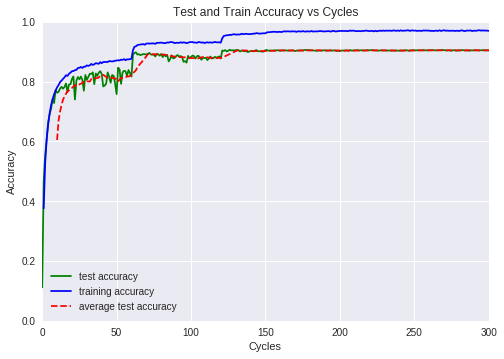 Test and Train Accuracy vs Cycles
1.0
0.8
0.6
0.4
0.2
0.0
Accuracy
test accuracy
training accuracy
average test accuracy
0 50 100 150 200 250 300
Cycles